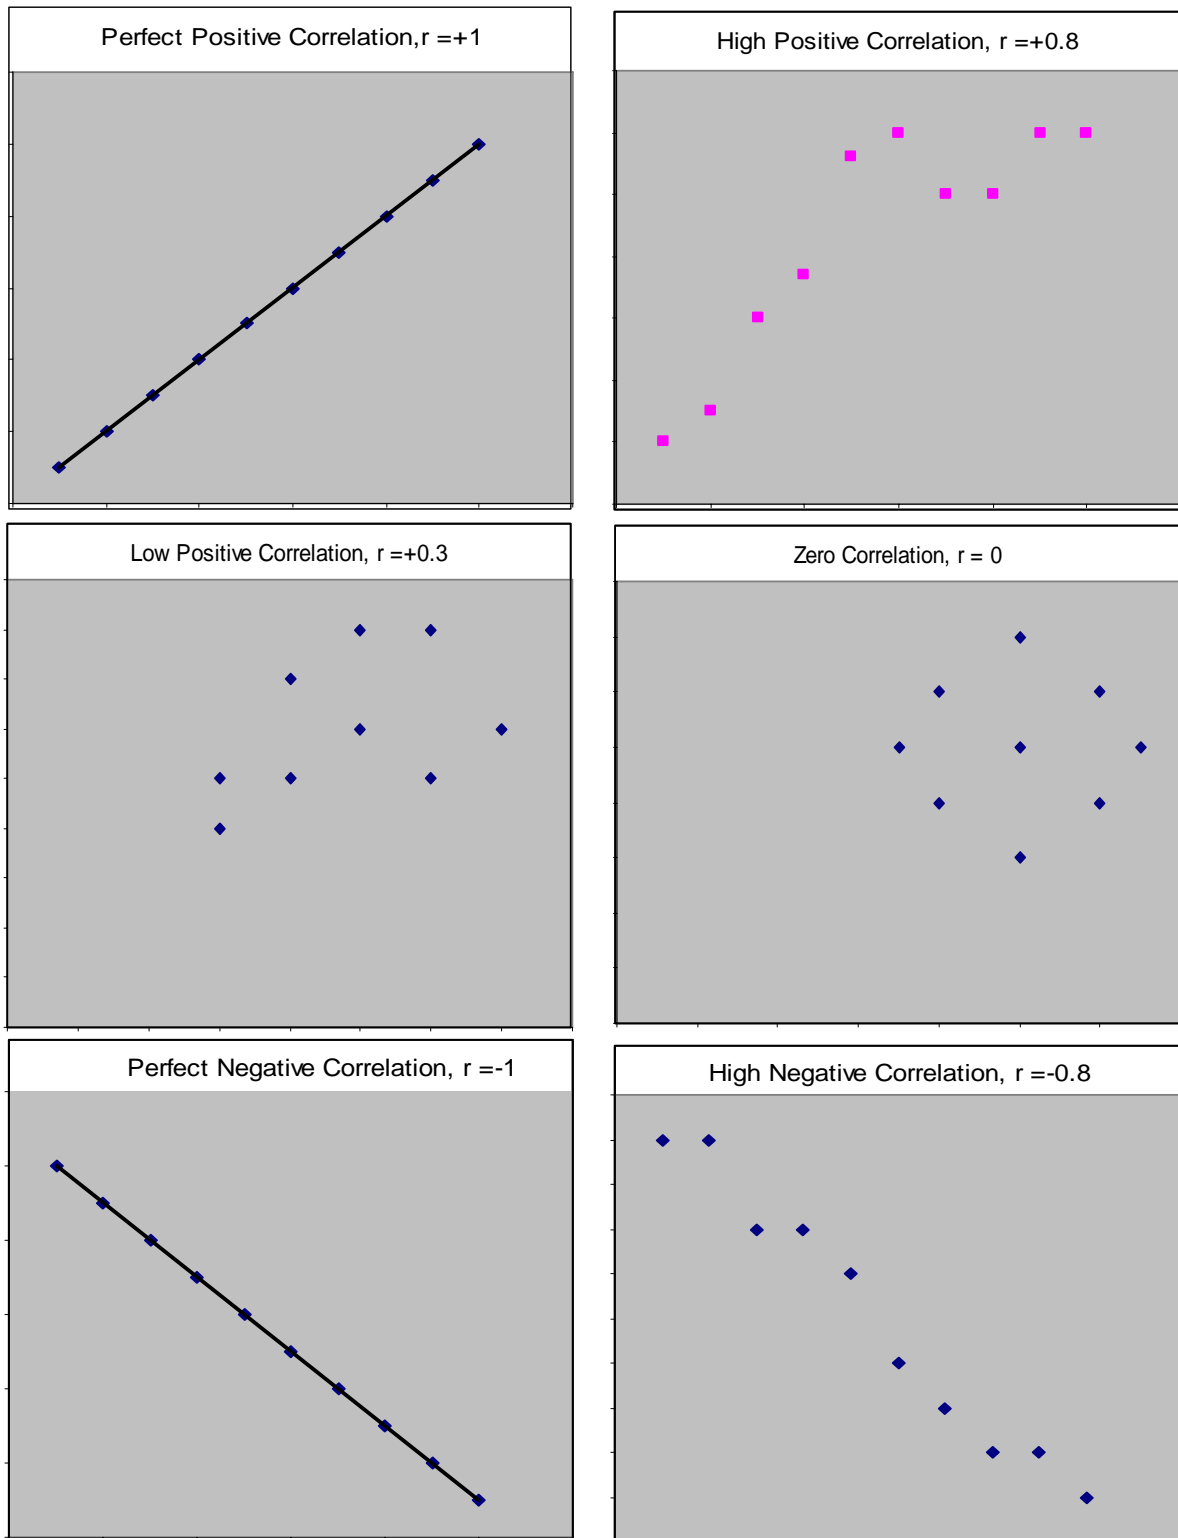 Perfect Positive Correlation,r =+1
High Positive Correlation, r =+0.8
Low Positive Correlation, r =+0.3
Zero Correlation, r = 0
Perfect Negative Correlation, r =-1
High Negative Correlation, r =-0.8